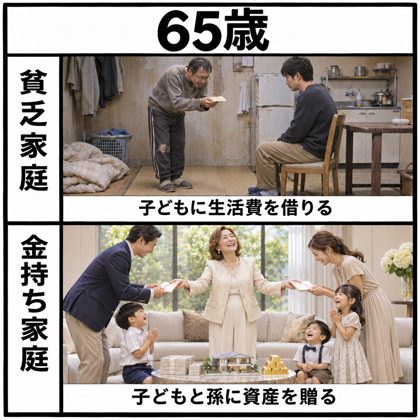 65歳
貧乏家庭
子どもに生活費を借りる
金持ち家庭
子どもと孫に資産を贈る